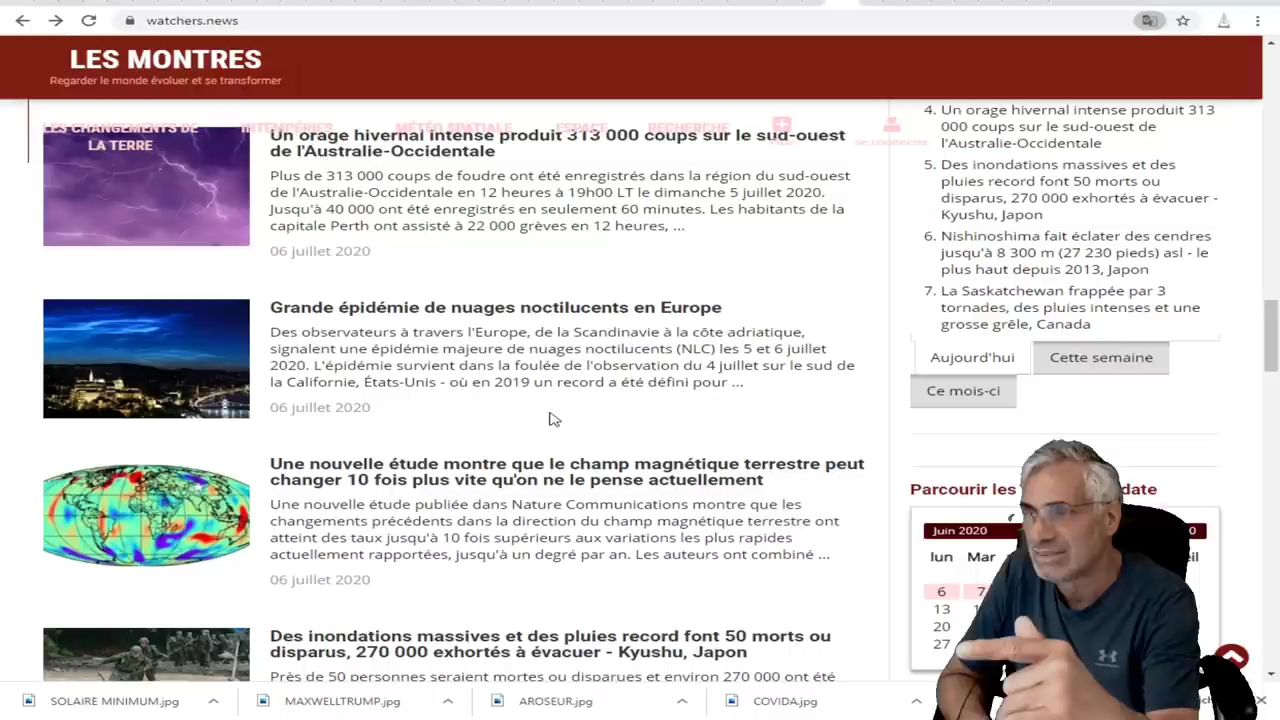 watchers.news
LES MONTRES
Regarder le monde évoluer et se transformer
LES CHANGEMENTS DE
LA TERRE
INTEMPÉRIES
MÉTÉO SPATIALE
ESPACE
RECHERCHE
se connecter
Un orage hivernal intense produit 313 000 coups sur le sud-ouest
de l'Australie-Occidentale
Plus de 313 000 coups de foudre ont été enregistrés dans la région du sud-ouest
de l'Australie-Occidentale en 12 heures à 19h00 LT le dimanche 5 juillet 2020.
Jusqu'à 40 000 ont été enregistrés en seulement 60 minutes. Les habitants de la
capitale Perth ont assisté à 22 000 grèves en 12 heures, ...
06 juillet 2020
Grande épidémie de nuages noctilucents en Europe
Des observateurs à travers l'Europe, de la Scandinavie à la côte adriatique,
signalent une épidémie majeure de nuages noctilucents (NLC) les 5 et 6 juillet
2020. L'épidémie survient dans la foulée de l'observation du 4 juillet sur le sud de
la Californie, États-Unis - où en 2019 un record a été défini pour ...
06 juillet 2020
Une nouvelle étude montre que le champ magnétique terrestre peut
changer 10 fois plus vite qu'on ne le pense actuellement
Une nouvelle étude publiée dans Nature Communications montre que les
changements précédents dans la direction du champ magnétique terrestre ont
atteint des taux jusqu'à 10 fois supérieurs aux variations les plus rapides
actuellement rapportées, jusqu'à un degré par an. Les auteurs ont combiné ...
06 juillet 2020
Des inondations massives et des pluies record font 50 morts ou
disparus, 270 000 exhortés à évacuer - Kyushu, Japon
Près de 50 personnes seraient mortes ou disparues et environ 270 000 ont été
4. Un orage hivernal intense produit 313
000 coups sur le sud-ouest de
l'Australie-Occidentale
5. Des inondations massives et des
pluies record font 50 morts ou
disparus, 270 000 exhortés à évacuer -
Kyushu, Japon
6. Nishinoshima fait éclater des cendres
jusqu'à 8 300 m (27 230 pieds) asl - le
plus haut depuis 2013, Japon
7. La Saskatchewan frappée par 3
tornades, des pluies intenses et une
grosse grêle, Canada
Aujourd'hui
Cette semaine
Ce mois-ci
Parcourir les
date
Juin 2020
0
lun Mar
eil
6 7
13
20
27
SOLAIRE MINIMUM.jpg
MAXWELLTRUMP.jpg
AROSEUR.jpg
COVIDA.jpg